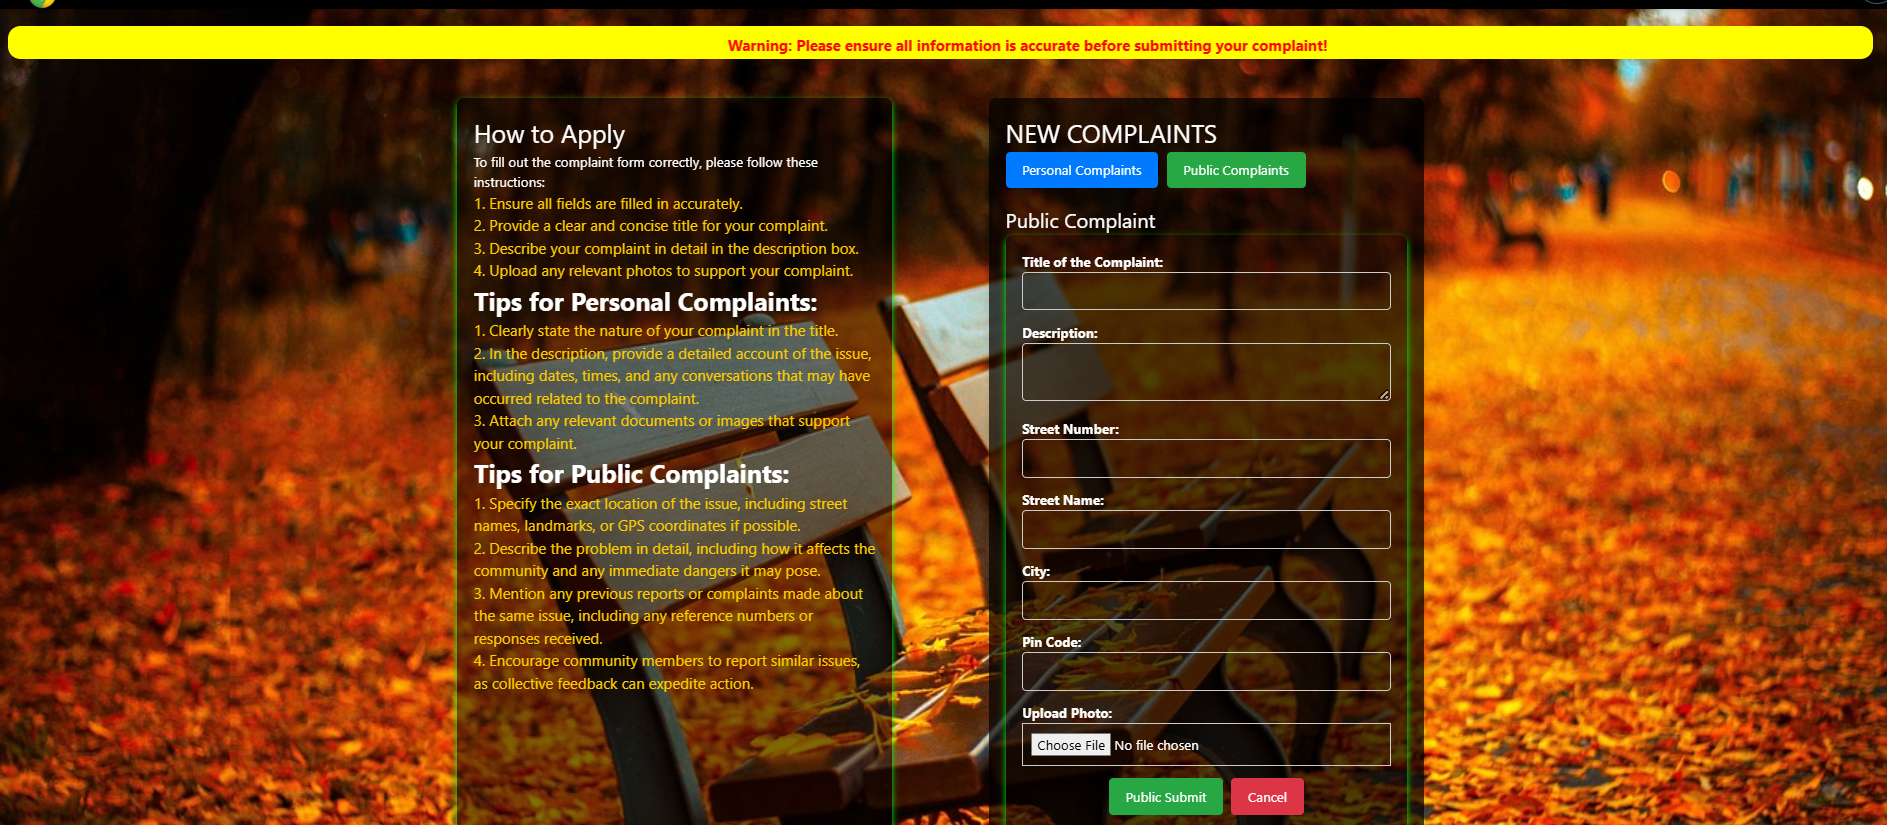 Warning: Please ensure all information is accurate before submitting your complaint!
How to Apply
To fill out the complaint form correctly, please follow these
instructions:
1. Ensure all fields are filled in accurately.
2. Provide a clear and concise title for your complaint.
3. Describe your complaint in detail in the description box.
4. Upload any relevant photos to support your complaint.
Tips for Personal Complaints:
1. Clearly state the nature of your complaint in the title.
2. In the description, provide a detailed account of the issue,
including dates, times, and any conversations that may have
occurred related to the complaint.
3. Attach any relevant documents or images that support
your complaint.
Tips for Public Complaints:
1. Specify the exact location of the issue, including street
names, landmarks, or GPS coordinates if possible.
2. Describe the problem in detail, including how it affects the
community and any immediate dangers it may pose.
3. Mention any previous reports or complaints made about
the same issue, including any reference numbers or
responses received.
4. Encourage community members to report similar issues,
as collective feedback can expedite action.
NEW COMPLAINTS
Personal Complaints Public Complaints
Public Complaint
Title of the Complaint:
Description:
Street Number:
Street Name:
City:
Pin Code:
Upload Photo:
Choose File No file chosen
Public Submit Cancel